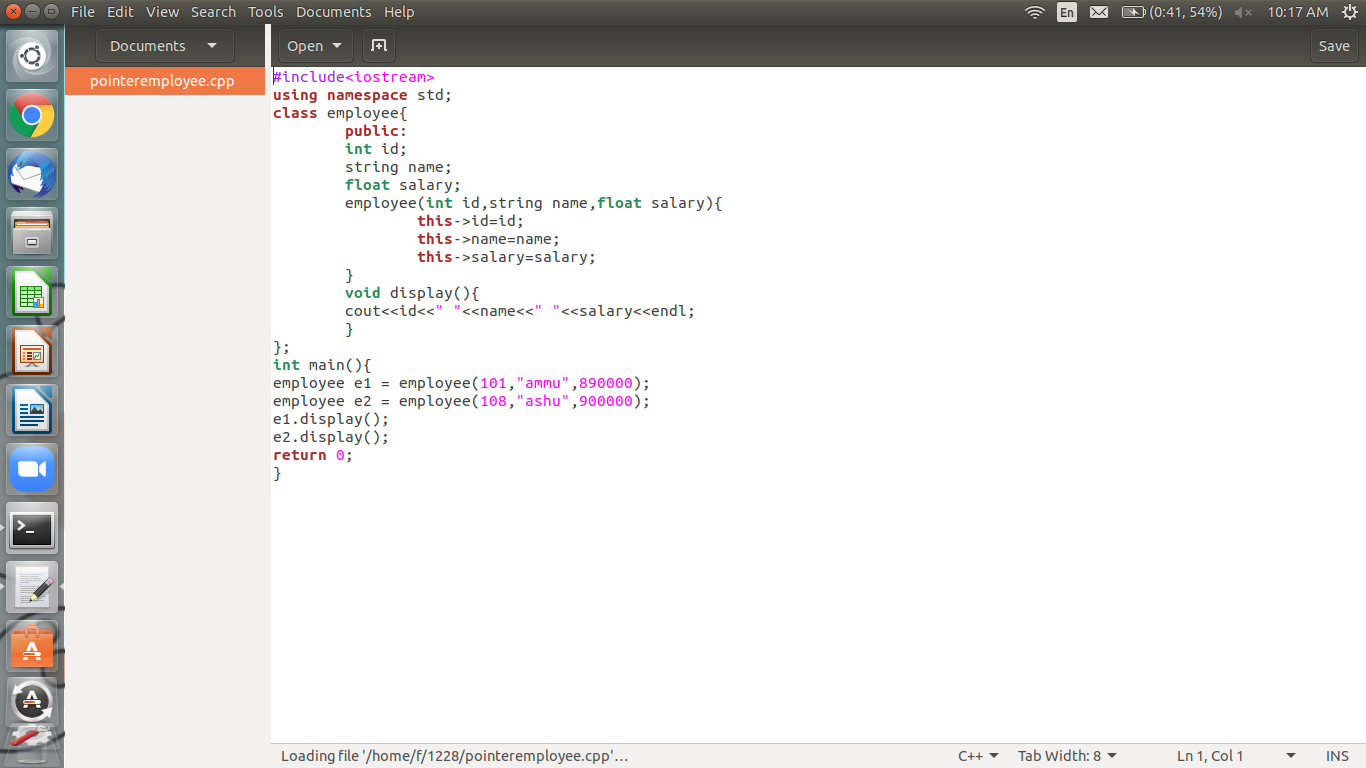 File Edit View Search Tools Documents Help
En (0:41, 54%) 10:17 AM
Documents Open Save
pointeremployee.cpp
#include<iostream>
using namespace std;
class employee{
        public:
        int id;
        string name;
        float salary;
        employee(int id,string name,float salary){
                this->id=id;
                this->name=name;
                this->salary=salary;
        }
        void display(){
        cout<<id<<" "<<name<<" "<<salary<<endl;
        }
};
int main(){
employee e1 = employee(101,"ammu",890000);
employee e2 = employee(108,"ashu",900000);
e1.display();
e2.display();
return 0;
}
Loading file '/home/f/1228/pointeremployee.cpp'… C++ Tab Width: 8 Ln 1, Col 1 INS